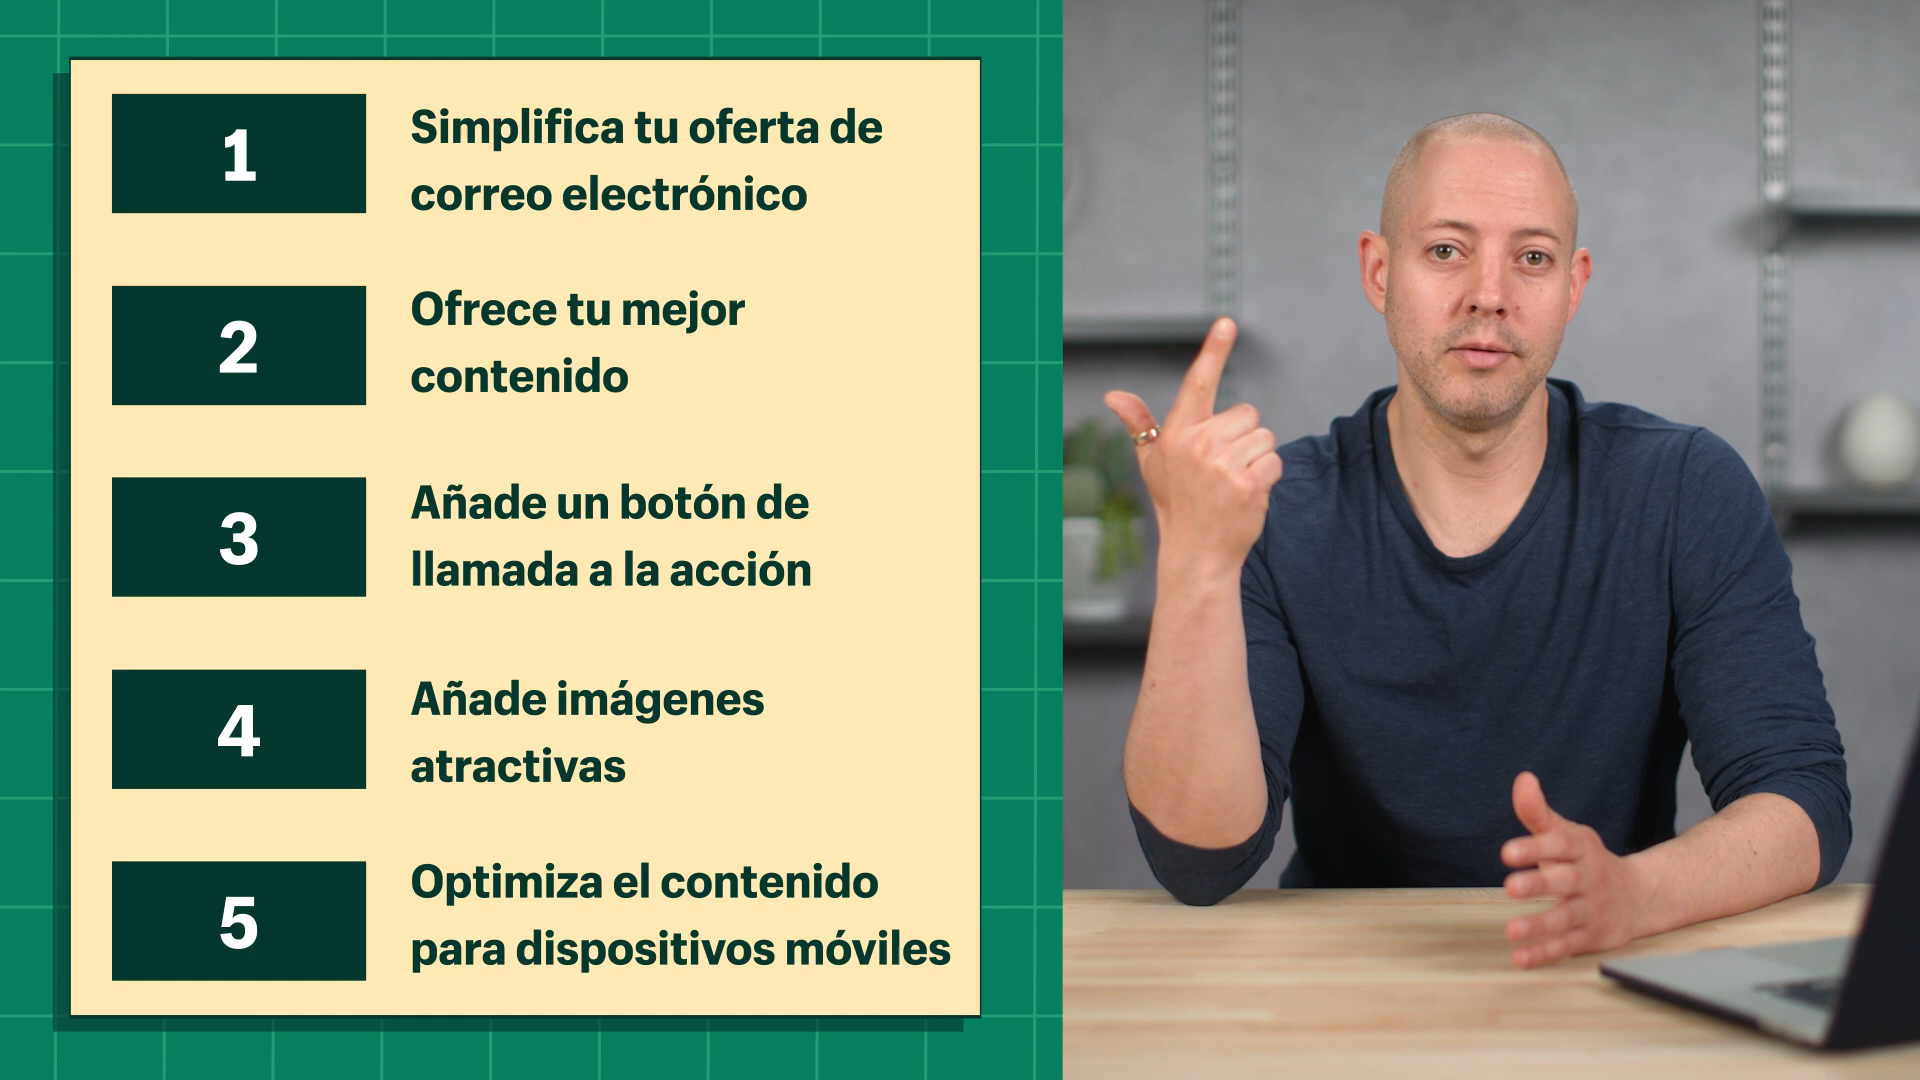 1
Simplifica tu oferta de
correo electrónico
2
Ofrece tu mejor
contenido
3
Añade un botón de
llamada a la acción
4
Añade imágenes
atractivas
5
Optimiza el contenido
para dispositivos móviles